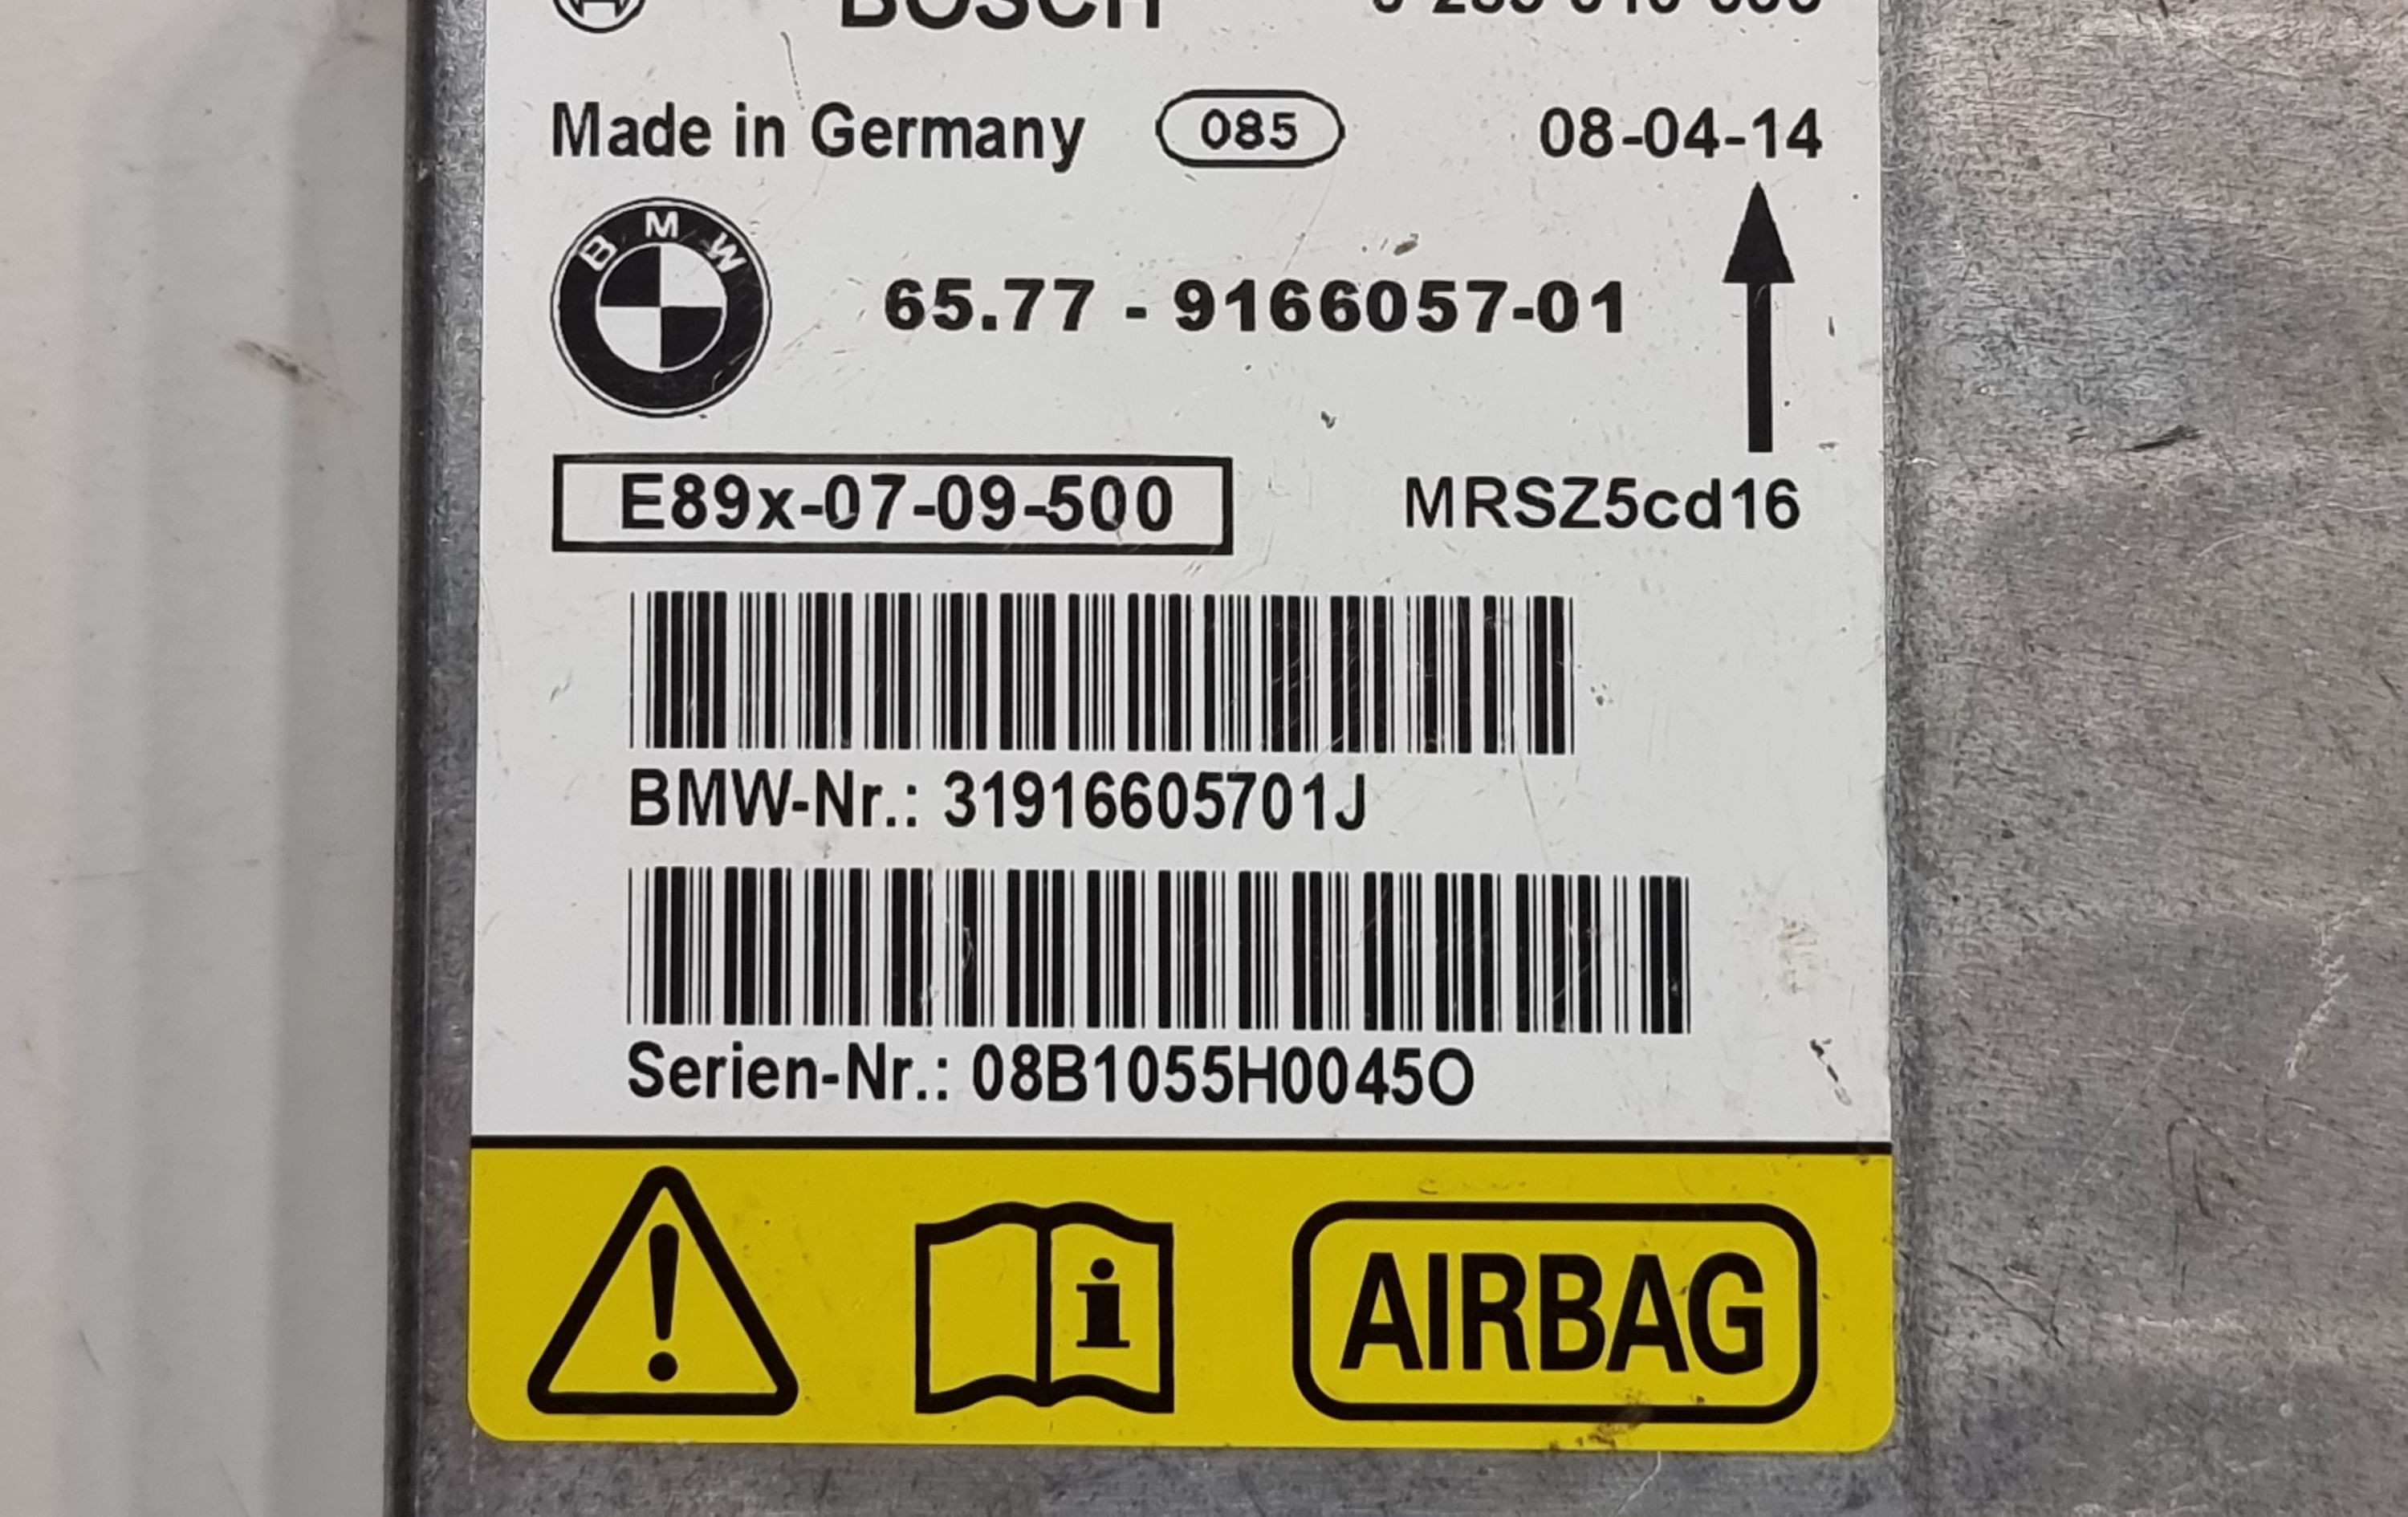 BOSCH
Made in Germany 085 08-04-14
BMW 65.77 - 9166057-01
E89x-07-09-500 MRSZ5cd16
BMW-Nr.: 31916605701J
Serien-Nr.: 08B1055H0045O
i AIRBAG